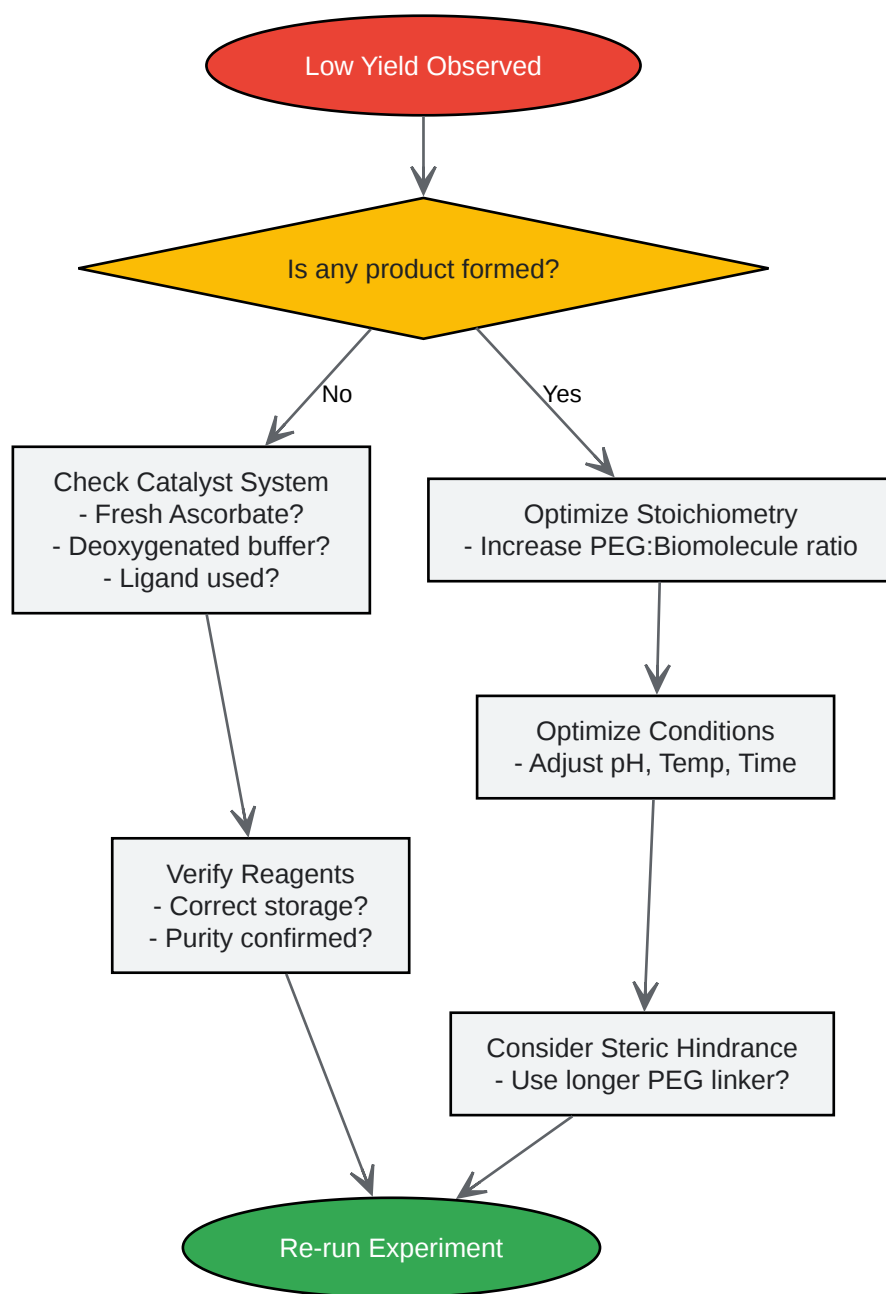 Low Yield Observed
Is any product formed?
No
Yes
Check Catalyst System
- Fresh Ascorbate?
- Deoxygenated buffer?
- Ligand used?
Optimize Stoichiometry
- Increase PEG:Biomolecule ratio
Optimize Conditions
- Adjust pH, Temp, Time
Verify Reagents
- Correct storage?
- Purity confirmed?
Consider Steric Hindrance
- Use longer PEG linker?
Re-run Experiment